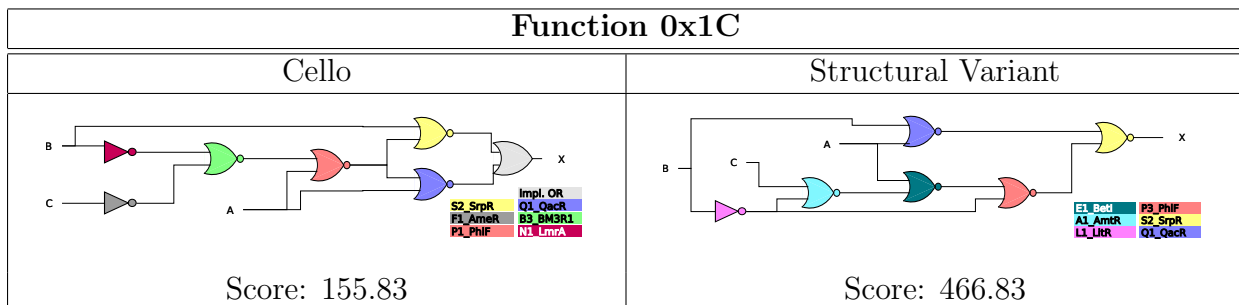 Function 0x1C
Cello
Structural Variant
B
C
A
X
Impl. OR
S2_SrpR Q1_QacR
F1_AmeR B3_BM3R1
P1_PhlF N1_LmrA
B
C
A
X
E1_BetI P3_PhlF
A1_AmtR S2_SrpR
L1_LitR Q1_QacR
Score: 155.83
Score: 466.83